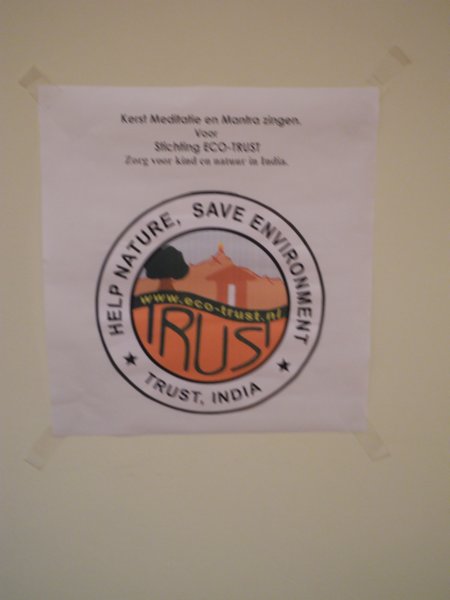 Kerst Meditatie en Mantra zingen.
Voor
Stichting ECO-TRUST
Zorg voor kind en natuur in India.
HELP NATURE, SAVE ENVIRONMENT
www.eco-trust.nl
TRUST
TRUST, INDIA